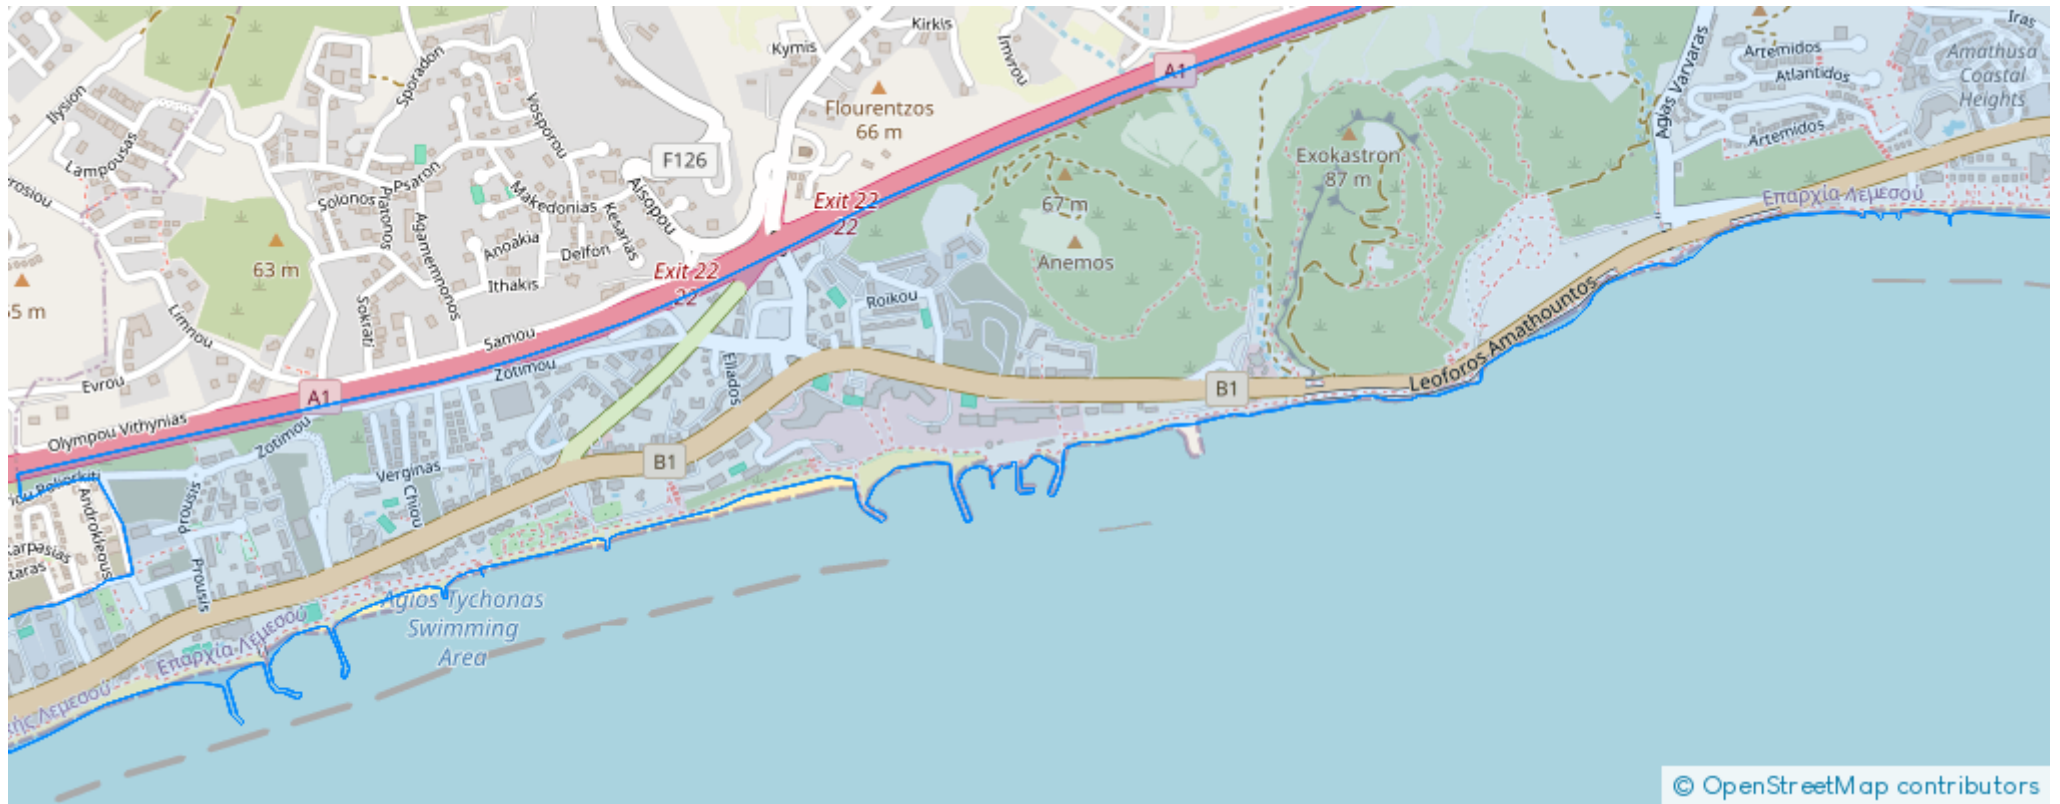 Kirkis
Iras
Kymis
Imvrou
Artemidos
Amathusa
Coastal
Heights
Sporadon
A1
Atlantidos
Agias Varvaras
Ilysion
Vosporou
Flourentzos
66 m
Artemidos
Lampousas
F126
Exokastron
87 m
Psaron
Aisopou
Makedonias
Solonos
Platonos
Exit 22
22
67 m
Επαρχία Λεμεσού
Agamemnonos
Kesarias
Anoakia
Delfon
63 m
Exit 22
22
Anemos
Ithakis
Roikou
5 m
Limnou
Sokrati
Samou
Leoforos Amathountos
Evrou
A1
Zotimou
Ellados
B1
Olympou Vithynias
Zotimou
B1
Verginas
Chiou
Poliorkiti
Androkleous
Prousis
Karpasias
Prousis
Agios Tychonas
Swimming
Area
Επαρχία Λεμεσού
Λεμεσού
© OpenStreetMap contributors